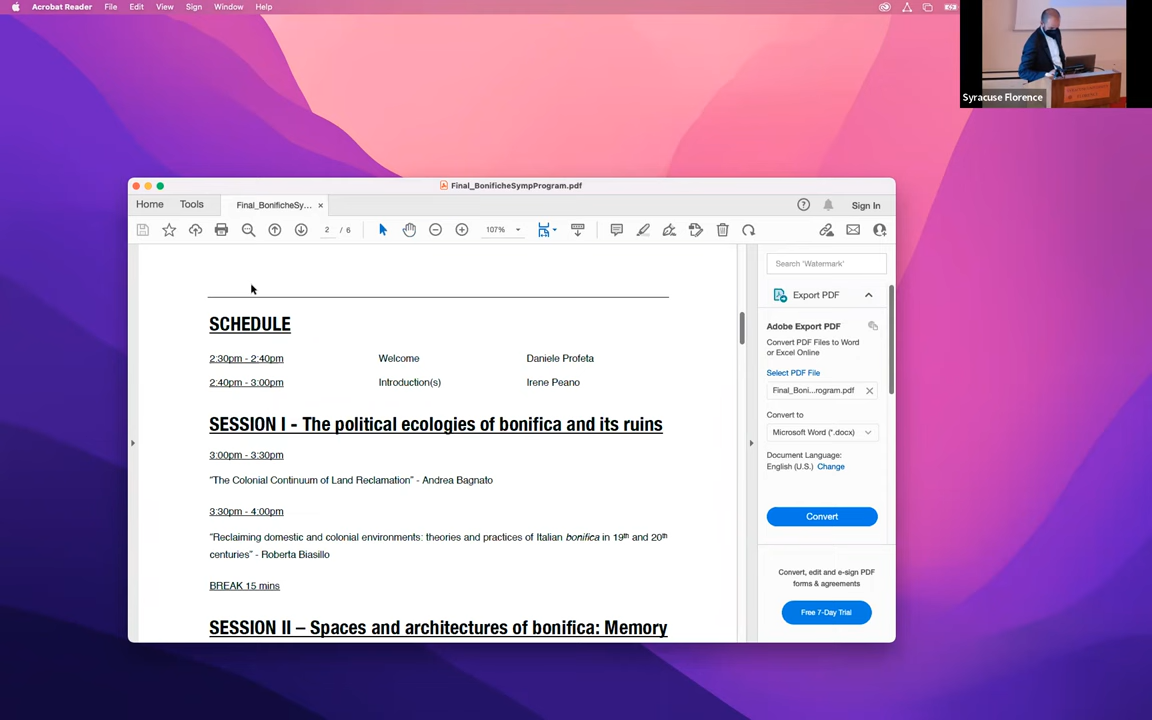 Acrobat Reader File Edit View Sign Window Help
Syracuse Florence
Final_BonificheSympProgram.pdf
Home Tools Final_BonificheSy... × Sign In
2 / 6 107%
Search 'Watermark'
SCHEDULE
2:30pm - 2:40pm Welcome Daniele Profeta
2:40pm - 3:00pm Introduction(s) Irene Peano
SESSION I - The political ecologies of bonifica and its ruins
3:00pm - 3:30pm
“The Colonial Continuum of Land Reclamation” - Andrea Bagnato
3:30pm - 4:00pm
“Reclaiming domestic and colonial environments: theories and practices of Italian bonifica in 19th and 20th
centuries” - Roberta Biasillo
BREAK 15 mins
SESSION II – Spaces and architectures of bonifica: Memory
Export PDF
Adobe Export PDF
Convert PDF Files to Word
or Excel Online
Select PDF File
Final_Boni...rogram.pdf
Convert to
Microsoft Word (*.docx)
Document Language:
English (U.S.) Change
Convert
Convert, edit and e-sign PDF
forms & agreements
Free 7-Day Trial